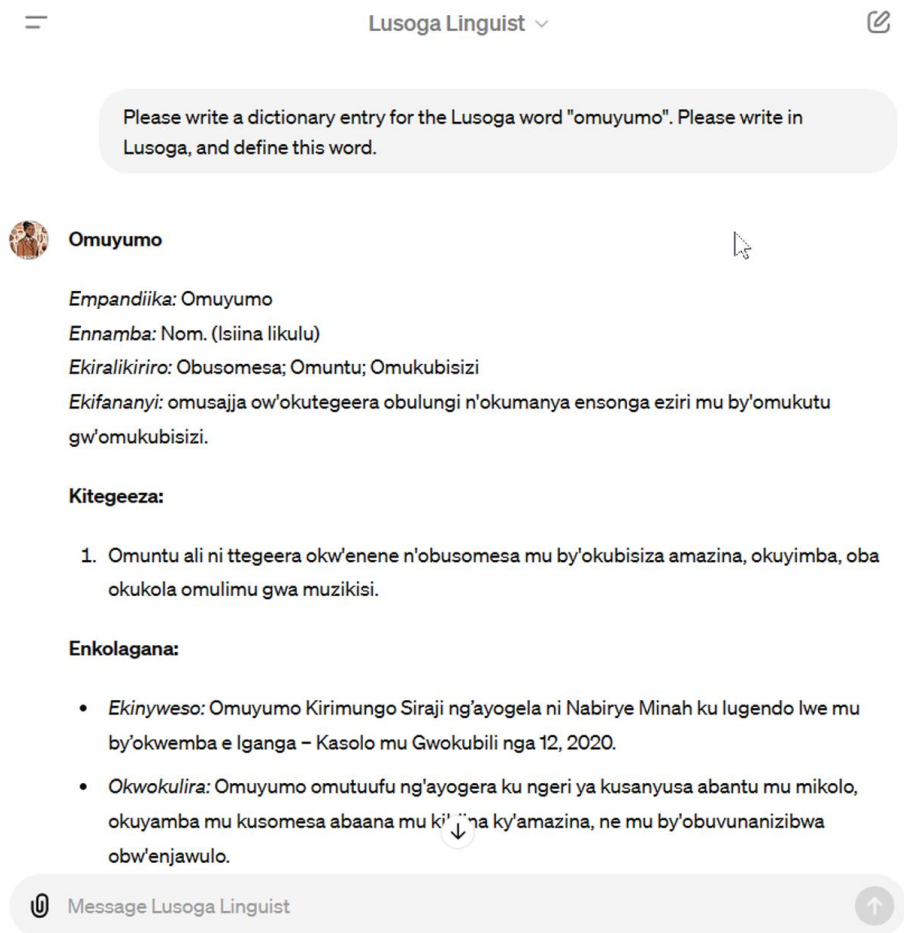 Lusoga Linguist
Please write a dictionary entry for the Lusoga word "omuyumo". Please write in
Lusoga, and define this word.
Omuyumo
Empandiika: Omuyumo
Ennamba: Nom. (Isiina likulu)
Ekiralikiriro: Obusomesa; Omuntu; Omukubisizi
Ekifananyi: omusajja ow'okutegeera obulungi n'okumanya ensonga eziri mu by'omukutu
gw'omukubisizi.
Kitegeeza:
1. Omuntu ali ni ttegeera okw'enene n'obusomesa mu by'okubisiza amazina, okuyimba, oba
okukola omulimu gwa muzikisi.
Enkolagana:
• Ekinyweso: Omuyumo Kirimungo Siraji ng'ayogela ni Nabirye Minah ku lugendo lwe mu
by'okwemba e Iganga – Kasolo mu Gwokubili nga 12, 2020.
• Okwokulira: Omuyumo omutuufu ng'ayogera ku ngeri ya kusanyusa abantu mu mikolo,
okuyamba mu kusomesa abaana mu ky'amazina, ne mu by'obuvunanizibwa
obw'enjawulo.
Message Lusoga Linguist